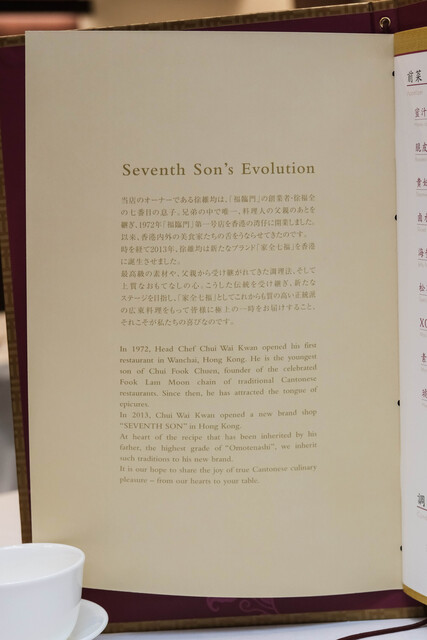 Seventh Son's Evolution
当店のオーナーである徐維均は、「福臨門」の創業者・徐福全
の七番目の息子。兄弟の中で唯一、料理人の父親のあとを
継ぎ、1972年「福臨門」第一号店を香港の湾仔に開業しました。
以来、香港内外の美食家たちの舌をうならせてきたのです。
時を経て2013年、徐維均は新たなブランド「家全七福」を香港
に誕生させました。
最高級の素材や、父親から受け継がれてきた調理法、そして
上質なおもてなしの心。こうした伝統を受け継ぎ、新たな
ステージを目指し、「家全七福」としてこれからも質の高い正統派
の広東料理をもって皆様に極上の一時をお届けすること。
それこそが私たちの喜びなのです。
In 1972, Head Chef Chui Wai Kwan opened his first
restaurant in Wanchai, Hong Kong. He is the youngest
son of Chui Fook Chuen, founder of the celebrated
Fook Lam Moon chain of traditional Cantonese
restaurants. Since then, he has attracted the tongue of
epicures.
In 2013, Chui Wai Kwan opened a new brand shop
"SEVENTH SON" in Hong Kong.
At heart of the recipe that has been inherited by his
father, the highest grade of "Omotenashi", we inherit
such traditions to his new brand.
It is our hope to share the joy of true Cantonese culinary
pleasure – from our hearts to your table.
前菜
蜜汁
脆皮
貴妃
鹵水
海
松
XO
調